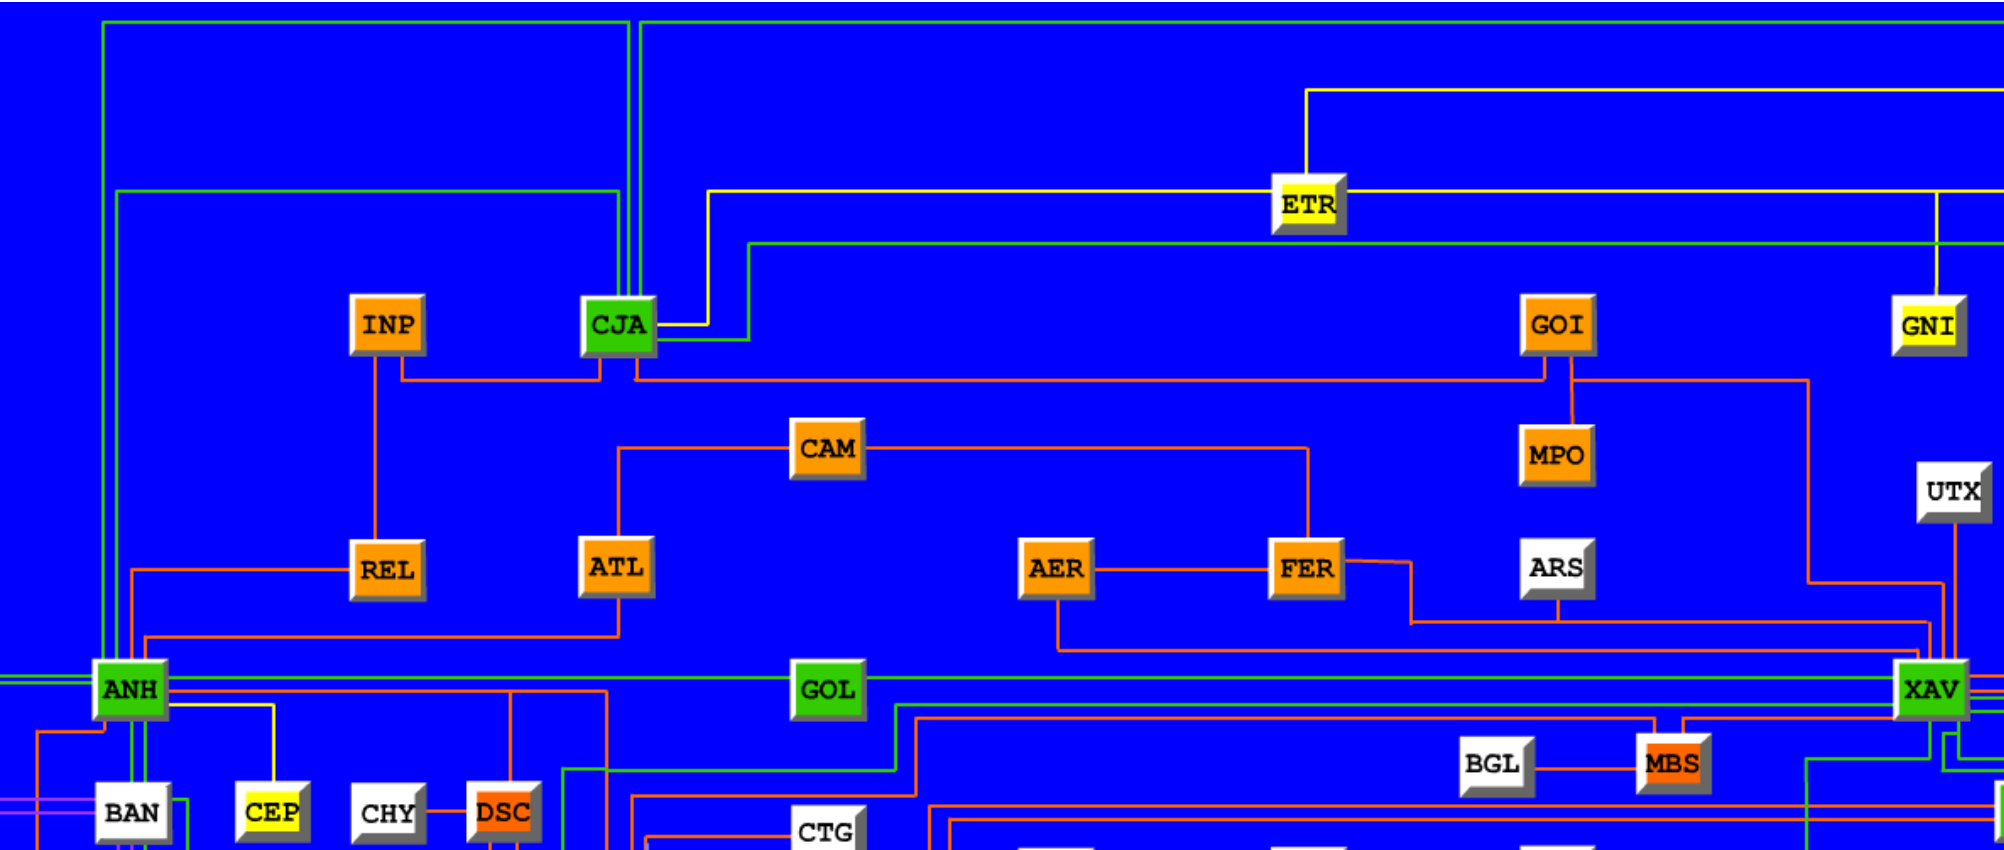 ETR
INP
CJA
GOI
GNI
CAM
MPO
UTX
REL
ATL
AER
FER
ARS
ANH
GOL
XAV
BGL
MBS
BAN
CEP
CHY
DSC
CTG